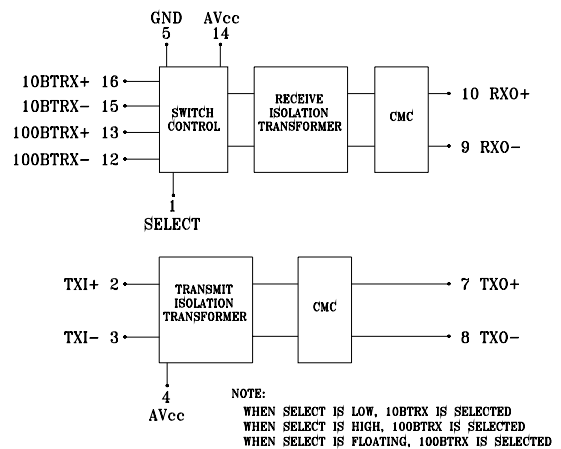 GND AVcc
5 14
10BTRX+ 16
10BTRX- 15
100BTRX+ 13
100BTRX- 12
SWITCH
CONTROL
RECEIVE
ISOLATION
TRANSFORMER
CMC
10 RXO+
9 RXO-
1
SELECT
TXI+ 2
TXI- 3
TRANSMIT
ISOLATION
TRANSFORMER
CMC
7 TXO+
8 TXO-
4
AVcc
NOTE:
WHEN SELECT IS LOW, 10BTRX IS SELECTED
WHEN SELECT IS HIGH, 100BTRX IS SELECTED
WHEN SELECT IS FLOATING, 100BTRX IS SELECTED